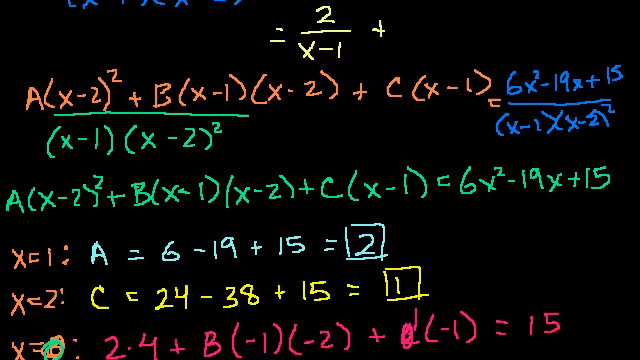 = 2/(x-1) +
A(x-2)² + B(x-1)(x-2) + C(x-1) = 6x²-19x+15
(x-1)(x-2)² (x-1)(x-2)²
A(x-2)²+B(x-1)(x-2)+C(x-1)=6x²-19x+15
x=1: A = 6-19+15 = 2
x=2: C = 24-38+15 = 1
x=0: 2·4 + B(-1)(-2) + 1(-1) = 15